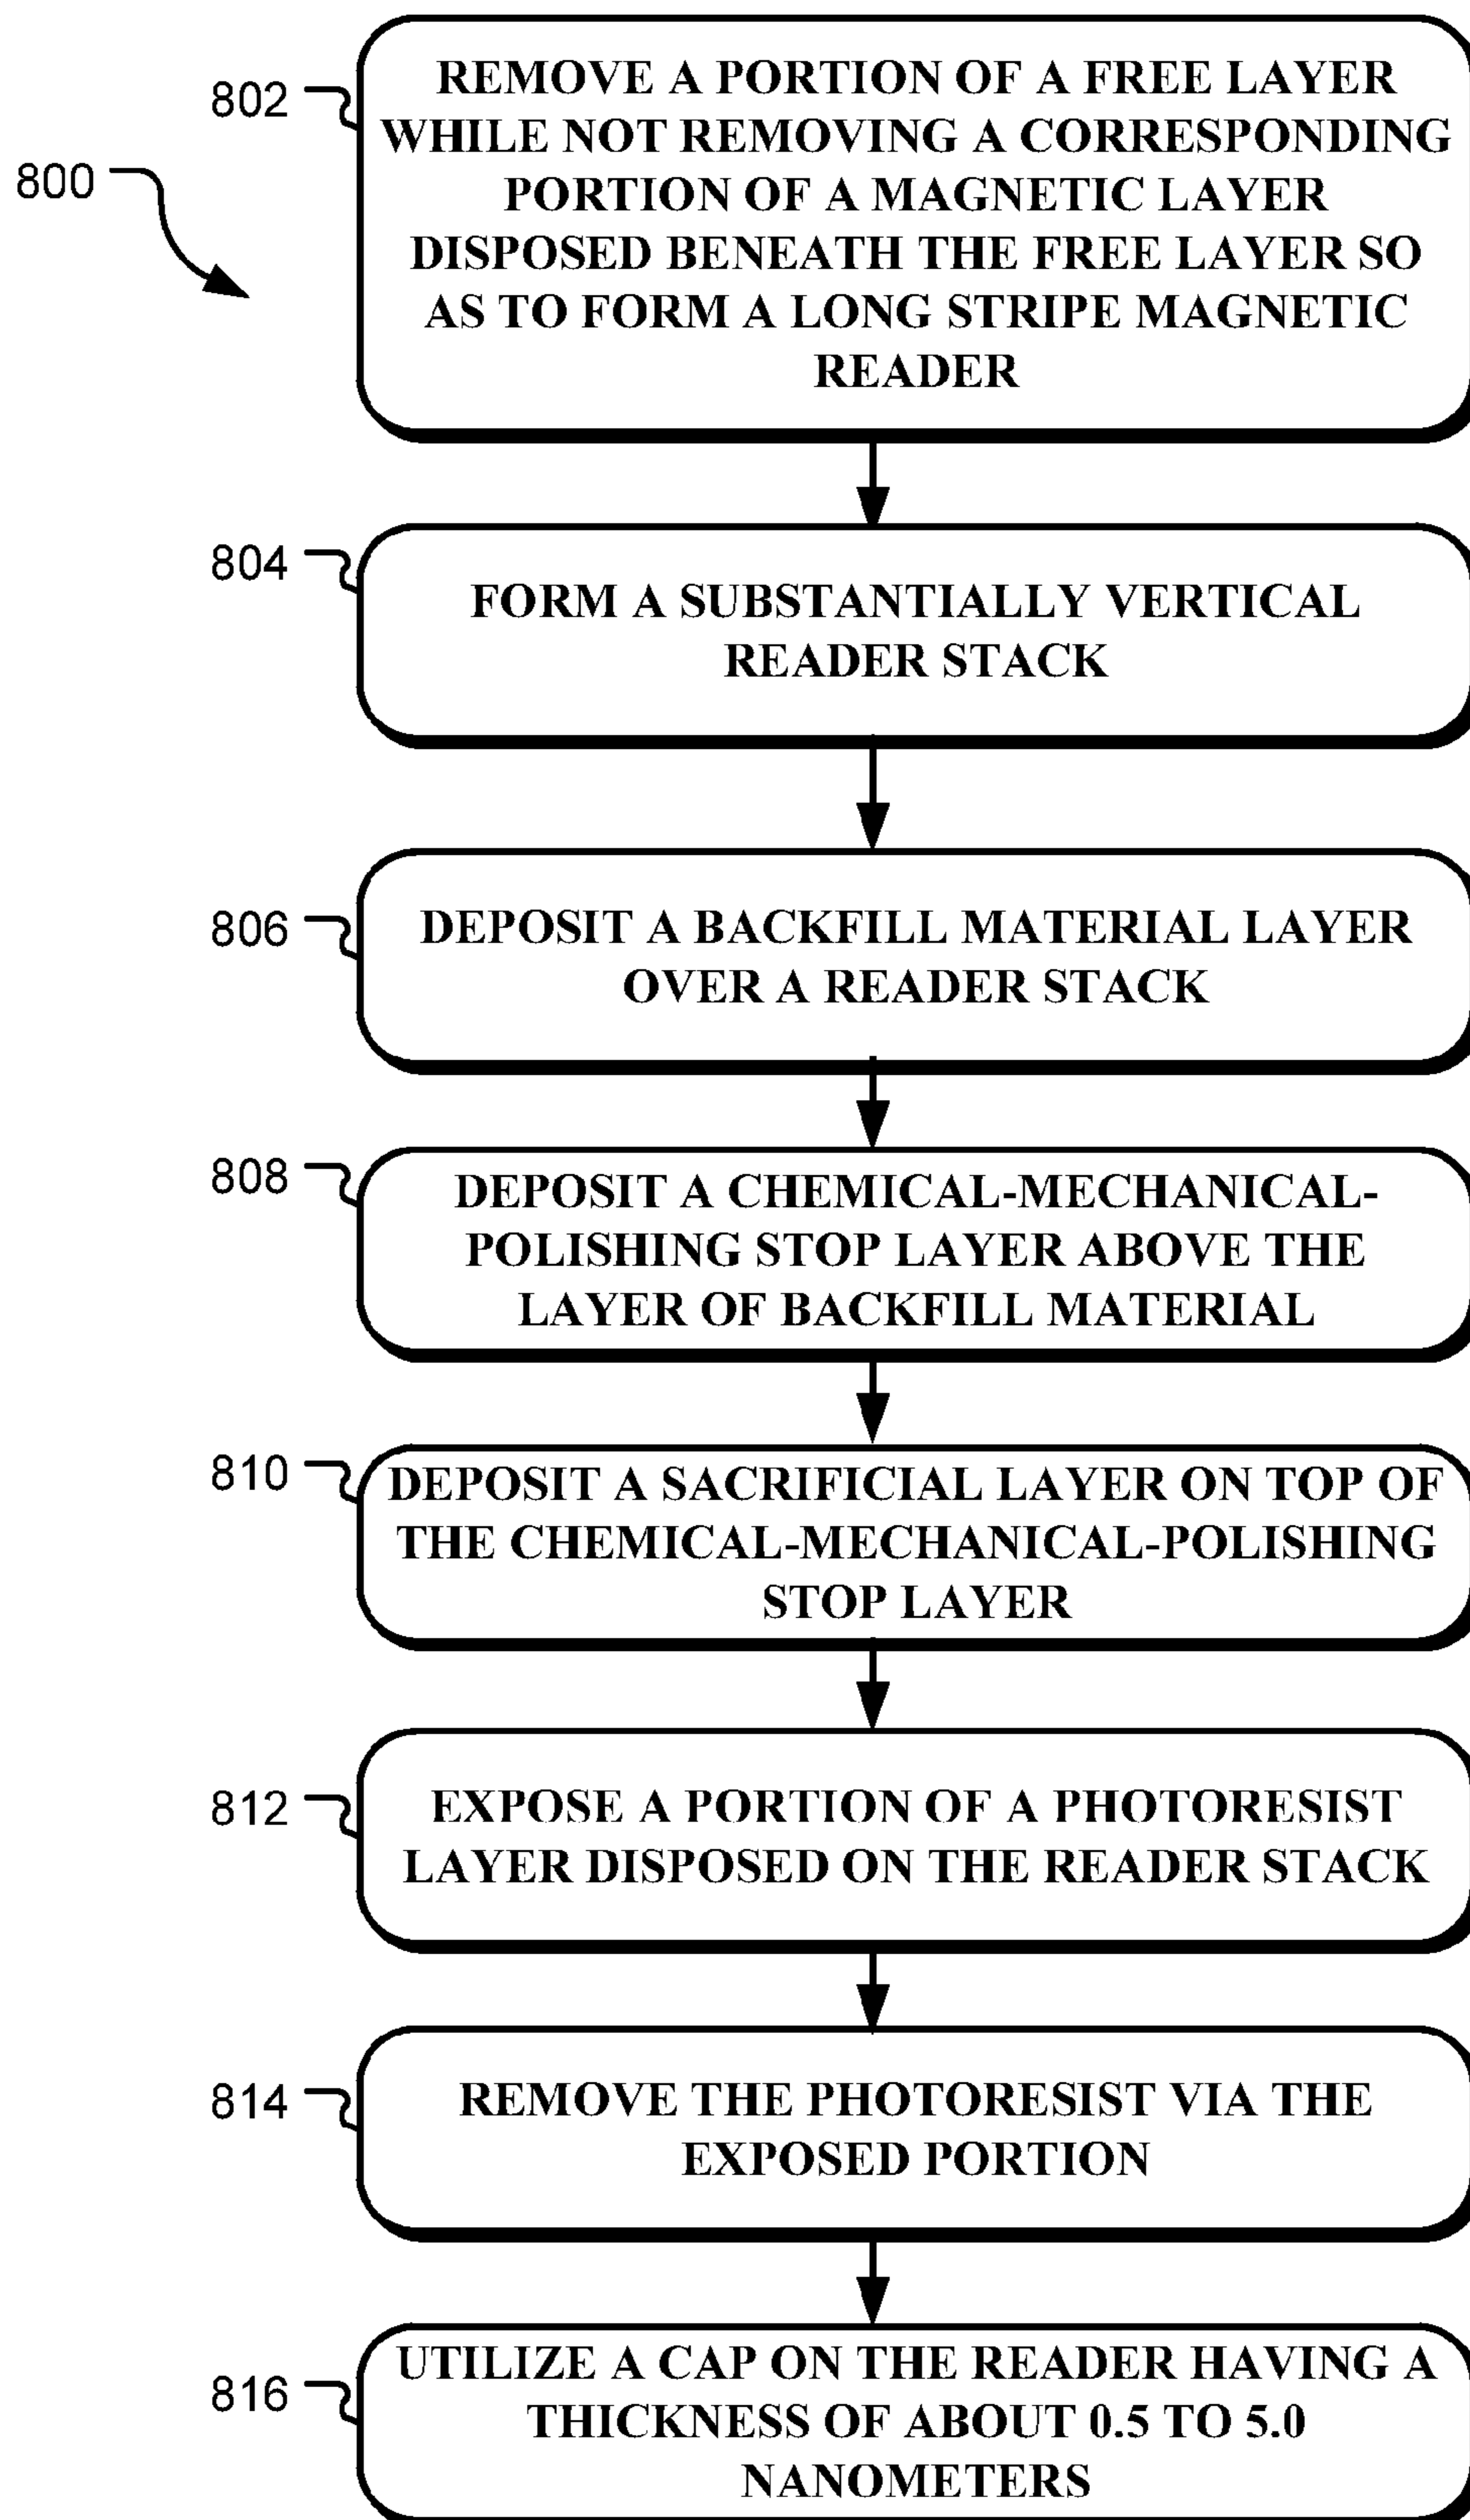 802
REMOVE A PORTION OF A FREE LAYER
WHILE NOT REMOVING A CORRESPONDING
PORTION OF A MAGNETIC LAYER
DISPOSED BENEATH THE FREE LAYER SO
AS TO FORM A LONG STRIPE MAGNETIC
READER
800
804
FORM A SUBSTANTIALLY VERTICAL
READER STACK
806
DEPOSIT A BACKFILL MATERIAL LAYER
OVER A READER STACK
808
DEPOSIT A CHEMICAL-MECHANICAL-
POLISHING STOP LAYER ABOVE THE
LAYER OF BACKFILL MATERIAL
810
DEPOSIT A SACRIFICIAL LAYER ON TOP OF
THE CHEMICAL-MECHANICAL-POLISHING
STOP LAYER
812
EXPOSE A PORTION OF A PHOTORESIST
LAYER DISPOSED ON THE READER STACK
814
REMOVE THE PHOTORESIST VIA THE
EXPOSED PORTION
816
UTILIZE A CAP ON THE READER HAVING A
THICKNESS OF ABOUT 0.5 TO 5.0
NANOMETERS